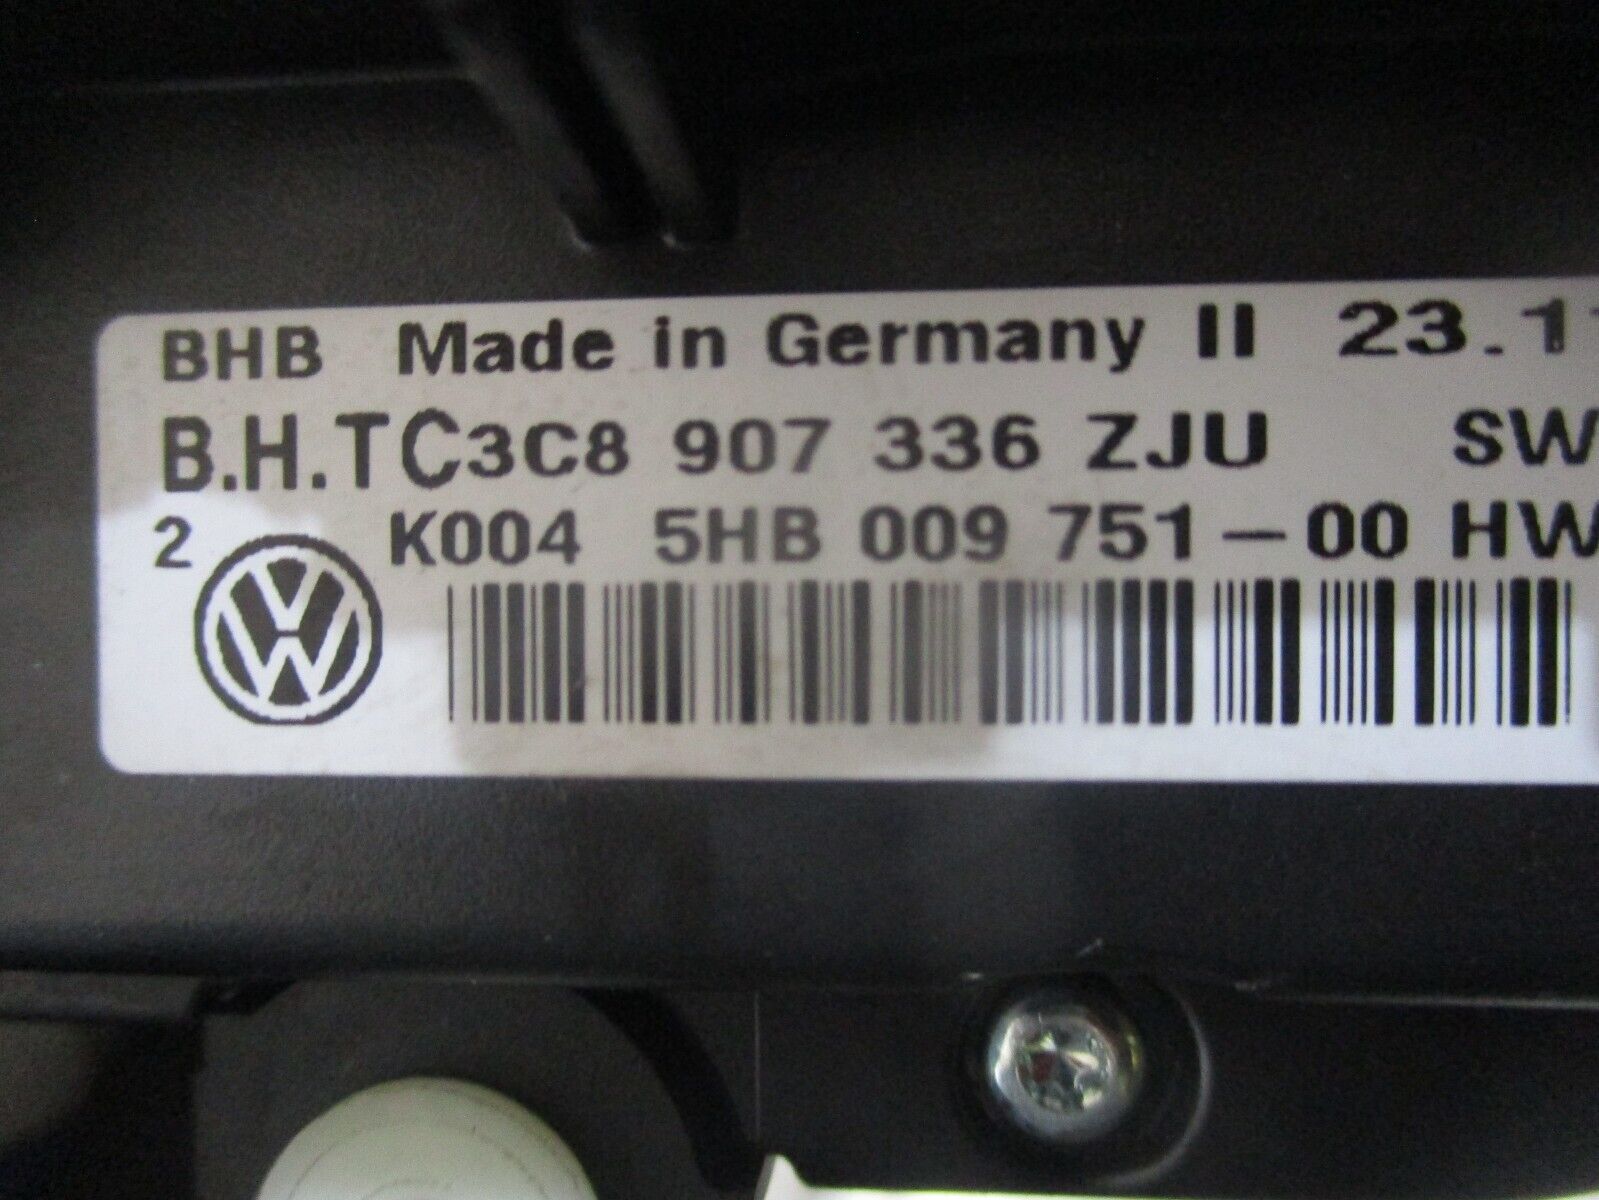 BHB Made in Germany II 23.1
B.H.TC3C8 907 336 ZJU SW
2 K004 5HB 009 751-00 HW